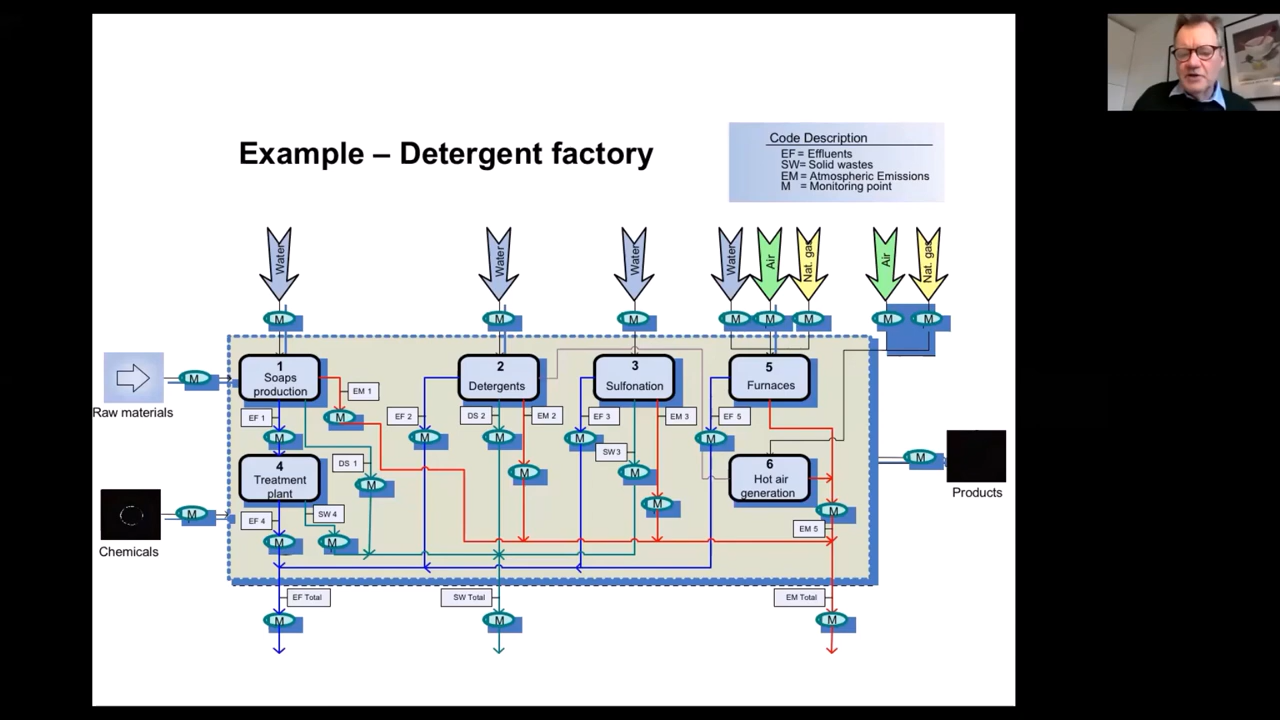 Example – Detergent factory
Code Description
EF = Effluents
SW= Solid wastes
EM = Atmospheric Emissions
M = Monitoring point
Water
Water
Water
Water
Air
Nat. gas
Air
Nat. gas
M
M
M
M
M
M
M
M
1
Soaps
production
2
Detergents
3
Sulfonation
5
Furnaces
M
Raw materials
EM 1
M
EF 1
M
EF 2
M
DS 2
M
EM 2
M
EF 3
M
SW3
M
EM 3
M
EF 5
M
4
Treatment
plant
DS 1
M
6
Hot air
generation
M
Products
M
Chemicals
EF 4
M
SW 4
M
M
EM 5
EF Total
M
SW Total
M
EM Total
M